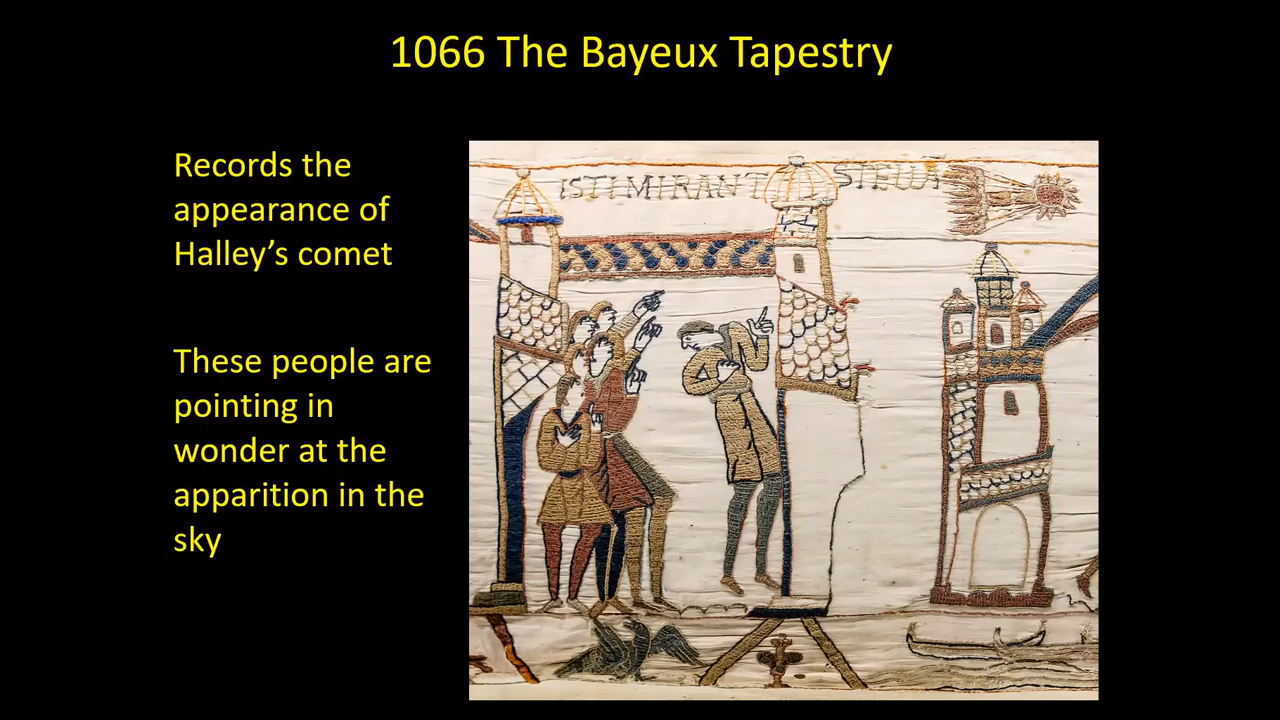 1066 The Bayeux Tapestry
Records the
appearance of
Halley’s comet
These people are
pointing in
wonder at the
apparition in the
sky
ISTI MIRANT STELLA